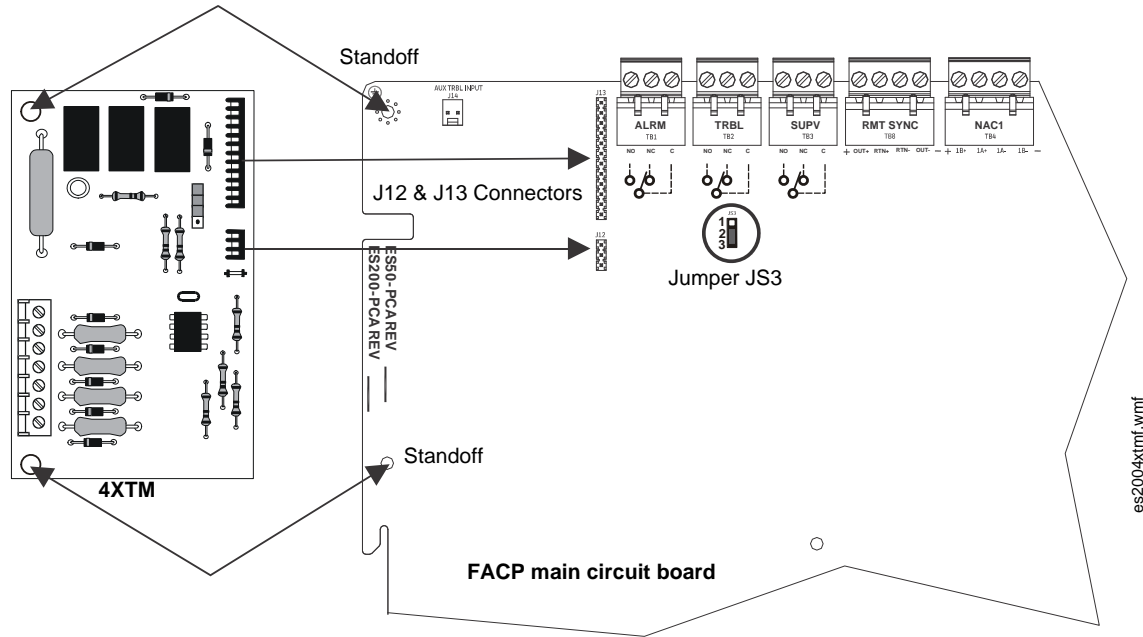 Standoff
AUX TRBL INPUT
J14
J13
ALRM
TB1
TRBL
TB2
SUPV
TB3
RMT SYNC
TB8
NAC1
TB4
NO NC C
NO NC C
NO NC C
+ OUT+ RTN+ RTN- OUT- -
+ 1B+ 1A+ 1A- 1B- -
J12 & J13 Connectors
JS3
1
2
3
Jumper JS3
J12
ES50-PCA REV
ES200-PCA REV
Standoff
4XTM
FACP main circuit board
es2004xtmf.wmf